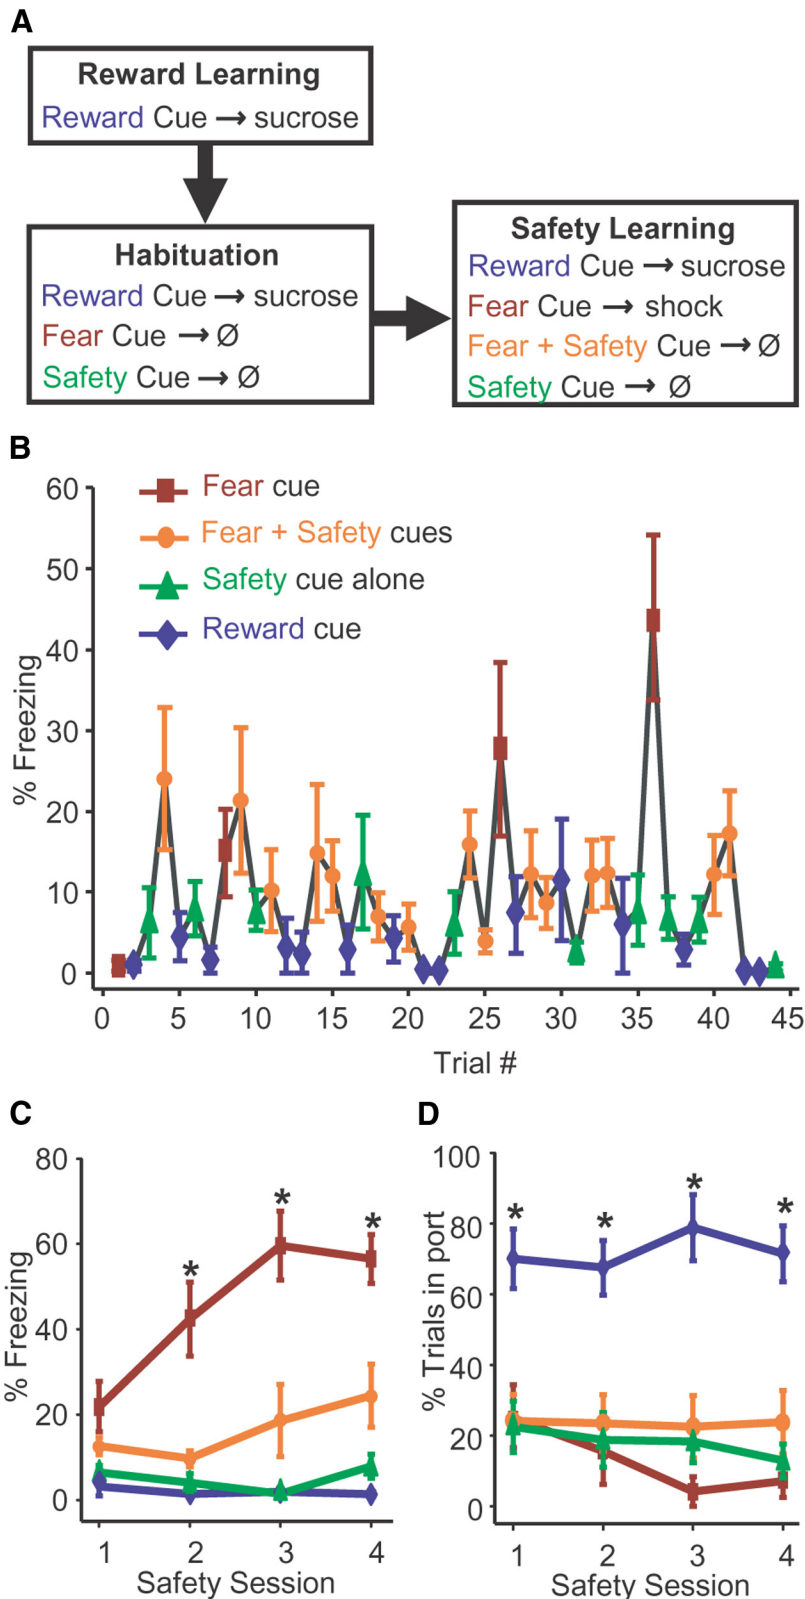 A
Reward Learning
Reward Cue → sucrose
Habituation
Reward Cue → sucrose
Fear Cue → Ø
Safety Cue → Ø
Safety Learning
Reward Cue → sucrose
Fear Cue → shock
Fear + Safety Cue → Ø
Safety Cue → Ø
B
Fear cue
Fear + Safety cues
Safety cue alone
Reward cue
% Freezing
60
50
40
30
20
10
0
0 5 10 15 20 25 30 35 40 45
Trial #
C
% Freezing
80
60
40
20
0
* * *
1 2 3 4
Safety Session
D
% Trials in port
100
80
60
40
20
0
* * * *
1 2 3 4
Safety Session